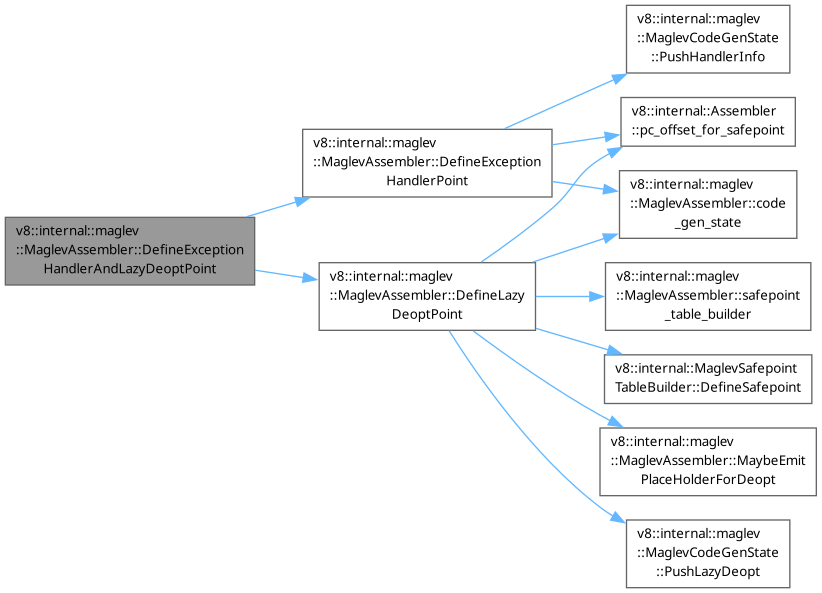 v8::internal::maglev
::MaglevAssembler::DefineException
HandlerAndLazyDeoptPoint
v8::internal::maglev
::MaglevAssembler::DefineException
HandlerPoint
v8::internal::maglev
::MaglevAssembler::DefineLazy
DeoptPoint
v8::internal::maglev
::MaglevCodeGenState
::PushHandlerInfo
v8::internal::Assembler
::pc_offset_for_safepoint
v8::internal::maglev
::MaglevAssembler::code
_gen_state
v8::internal::maglev
::MaglevAssembler::safepoint
_table_builder
v8::internal::MaglevSafepoint
TableBuilder::DefineSafepoint
v8::internal::maglev
::MaglevAssembler::MaybeEmit
PlaceHolderForDeopt
v8::internal::maglev
::MaglevCodeGenState
::PushLazyDeopt